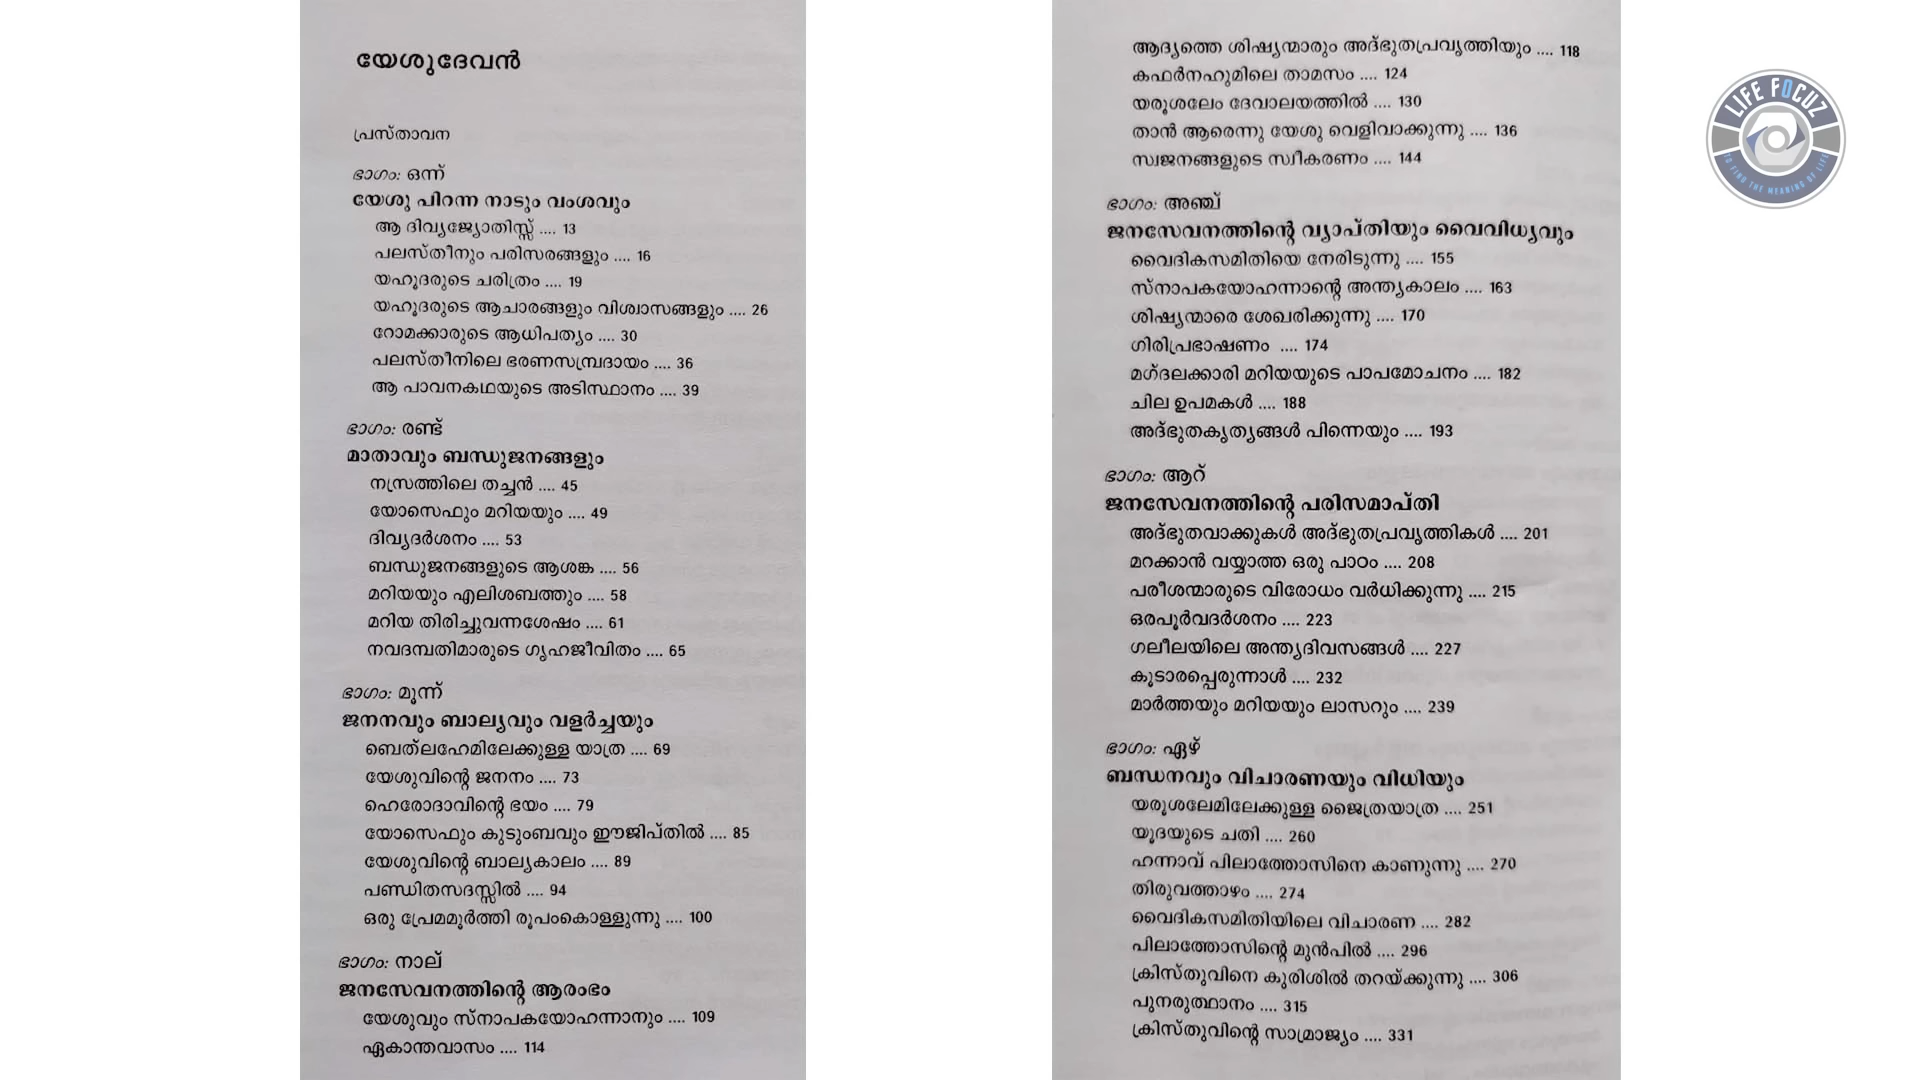 യേശുദേവൻ
പ്രസ്താവന
ഭാഗം: ഒന്ന്
യേശു പിറന്ന നാടും വംശവും
ആ ദിവ്യജ്യോതിസ്സ് .... 13
പലസ്തീനും പരിസരങ്ങളും .... 16
യഹൂദരുടെ ചരിത്രം .... 19
യഹൂദരുടെ ആചാരങ്ങളും വിശ്വാസങ്ങളും .... 26
റോമക്കാരുടെ ആധിപത്യം .... 30
പലസ്തീനിലെ ഭരണസമ്പ്രദായം .... 36
ആ പാവനകഥയുടെ അടിസ്ഥാനം .... 39
ഭാഗം: രണ്ട്
മാതാവും ബന്ധുജനങ്ങളും
നസ്രത്തിലെ തച്ചൻ .... 45
യോസെഫും മറിയയും .... 49
ദിവ്യദർശനം .... 53
ബന്ധുജനങ്ങളുടെ ആശങ്ക .... 56
മറിയയും എലിശബത്തും .... 58
മറിയ തിരിച്ചുവന്നശേഷം .... 61
നവദമ്പതിമാരുടെ ഗൃഹജീവിതം .... 65
ഭാഗം: മൂന്ന്
ജനനവും ബാല്യവും വളർച്ചയും
ബെത്‌ലഹേമിലേക്കുള്ള യാത്ര .... 69
യേശുവിന്റെ ജനനം .... 73
ഹെരോദാവിന്റെ ഭയം .... 79
യോസെഫും കുടുംബവും ഈജിപ്തിൽ .... 85
യേശുവിന്റെ ബാല്യകാലം .... 89
പണ്ഡിതസദസ്സിൽ .... 94
ഒരു പ്രേമമൂർത്തി രൂപംകൊള്ളുന്നു .... 100
ഭാഗം: നാല്
ജനസേവനത്തിന്റെ ആരംഭം
യേശുവും സ്നാപകയോഹന്നാനും .... 109
ഏകാന്തവാസം .... 114
ആദ്യത്തെ ശിഷ്യന്മാരും അദ്ഭുതപ്രവൃത്തിയും .... 118
കഫർനഹുമിലെ താമസം .... 124
യരൂശലേം ദേവാലയത്തിൽ .... 130
താൻ ആരെന്നു യേശു വെളിവാക്കുന്നു .... 136
സ്വജനങ്ങളുടെ സ്വീകരണം .... 144
ഭാഗം: അഞ്ച്
ജനസേവനത്തിന്റെ വ്യാപ്തിയും വൈവിധ്യവും
വൈദികസമിതിയെ നേരിടുന്നു .... 155
സ്നാപകയോഹന്നാന്റെ അന്ത്യകാലം .... 163
ശിഷ്യന്മാരെ ശേഖരിക്കുന്നു .... 170
ഗിരിപ്രഭാഷണം .... 174
മഗ്ദലക്കാരി മറിയയുടെ പാപമോചനം .... 182
ചില ഉപമകൾ .... 188
അദ്ഭുതകൃത്യങ്ങൾ പിന്നെയും .... 193
ഭാഗം: ആറ്
ജനസേവനത്തിന്റെ പരിസമാപ്തി
അദ്ഭുതവാക്കുകൾ അദ്ഭുതപ്രവൃത്തികൾ .... 201
മറക്കാൻ വയ്യാത്ത ഒരു പാഠം .... 208
പരീശന്മാരുടെ വിരോധം വർധിക്കുന്നു .... 215
ഒരപൂർവദർശനം .... 223
ഗലീലയിലെ അന്ത്യദിവസങ്ങൾ .... 227
കൂടാരപ്പെരുന്നാൾ .... 232
മാർത്തയും മറിയയും ലാസറും .... 239
ഭാഗം: ഏഴ്
ബന്ധനവും വിചാരണയും വിധിയും
യരൂശലേമിലേക്കുള്ള ജൈത്രയാത്ര .... 251
യൂദയുടെ ചതി .... 260
ഹന്നാവ് പിലാത്തോസിനെ കാണുന്നു .... 270
തിരുവത്താഴം .... 274
വൈദികസമിതിയിലെ വിചാരണ .... 282
പിലാത്തോസിന്റെ മുൻപിൽ .... 296
ക്രിസ്തുവിനെ കുരിശിൽ തറയ്ക്കുന്നു .... 306
പുനരുത്ഥാനം .... 315
ക്രിസ്തുവിന്റെ സാമ്രാജ്യം .... 331
LIFE FOCUZ
TO FIND THE MEANING OF LIFE